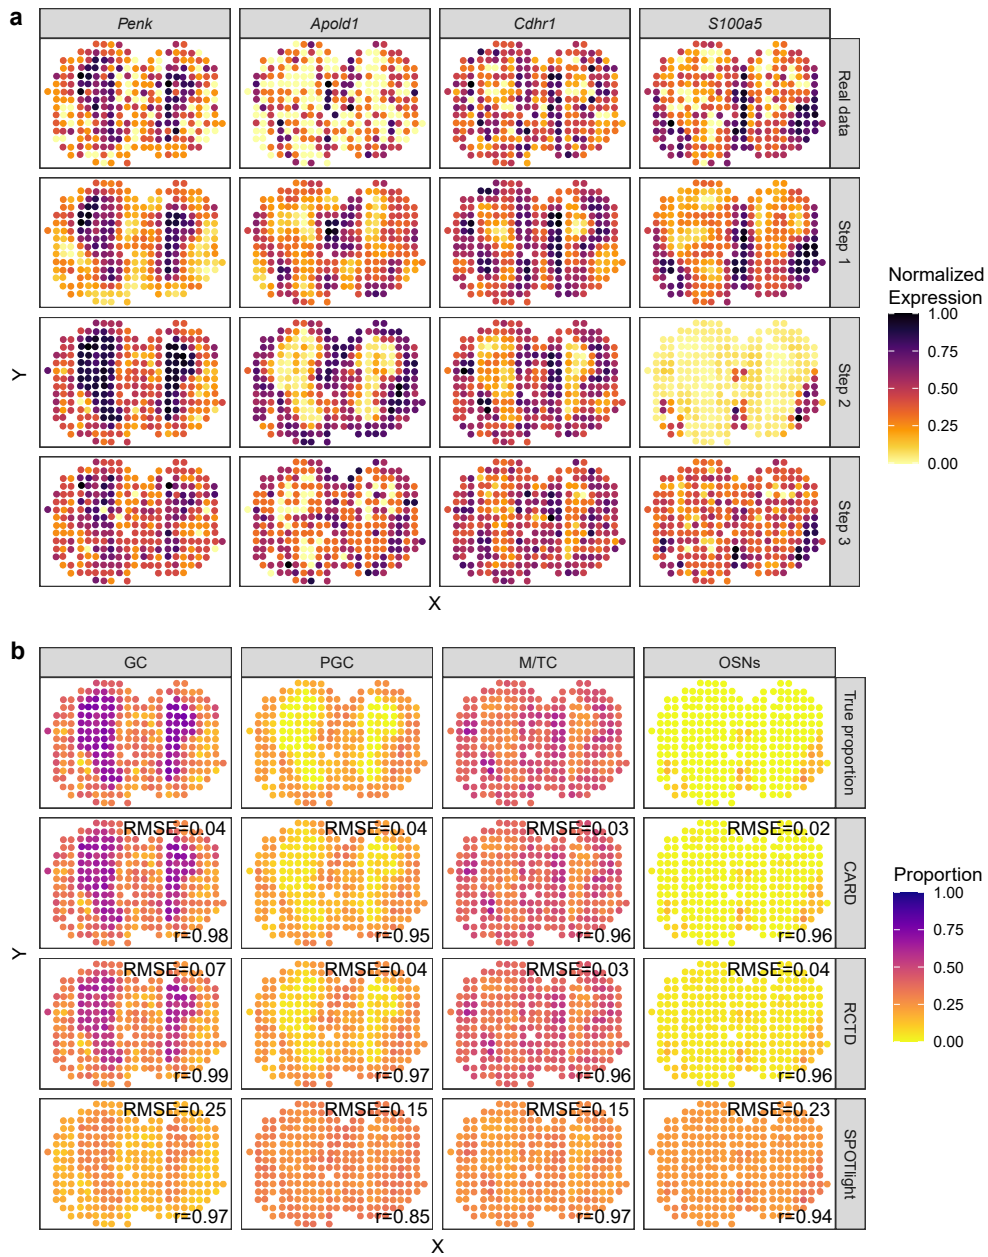 a
Penk
Apold1
Cdhr1
S100a5
Real data
Step 1
Step 2
Step 3
Y
X
Normalized
Expression
1.00
0.75
0.50
0.25
0.00
b
GC
PGC
M/TC
OSNs
True proportion
RMSE=0.04
RMSE=0.04
RMSE=0.03
RMSE=0.02
CARD
r=0.98
r=0.95
r=0.96
r=0.96
RMSE=0.07
RMSE=0.04
RMSE=0.03
RMSE=0.04
RCTD
r=0.99
r=0.97
r=0.96
r=0.96
RMSE=0.25
RMSE=0.15
RMSE=0.15
RMSE=0.23
SPOTlight
r=0.97
r=0.85
r=0.97
r=0.94
Y
X
Proportion
1.00
0.75
0.50
0.25
0.00